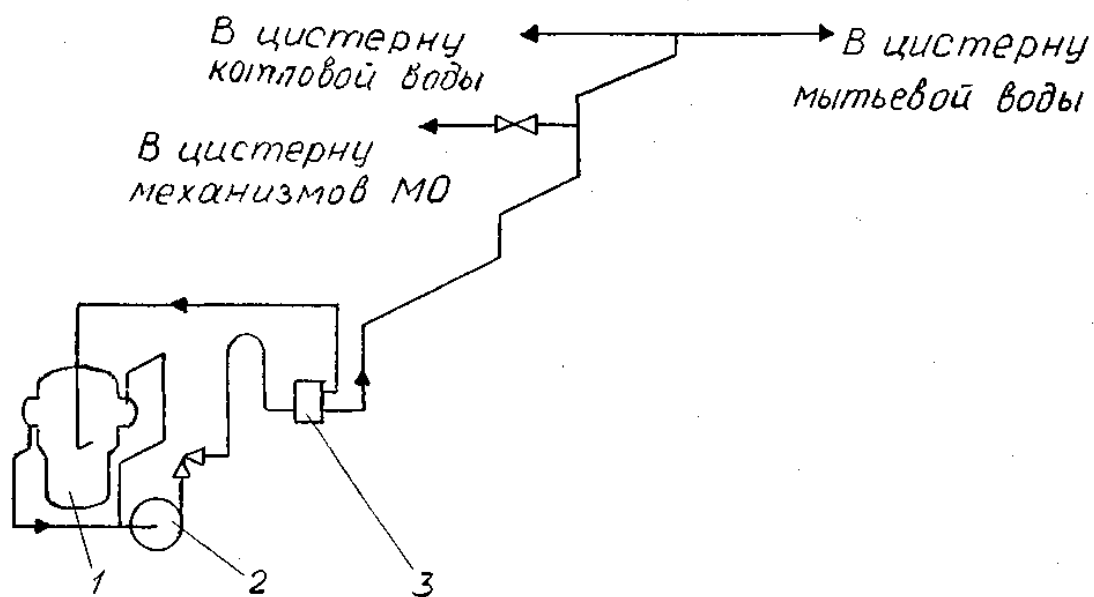 В цистерну
котловой воды
В цистерну
мытьевой воды
В цистерну
механизмов МО
1
2
3